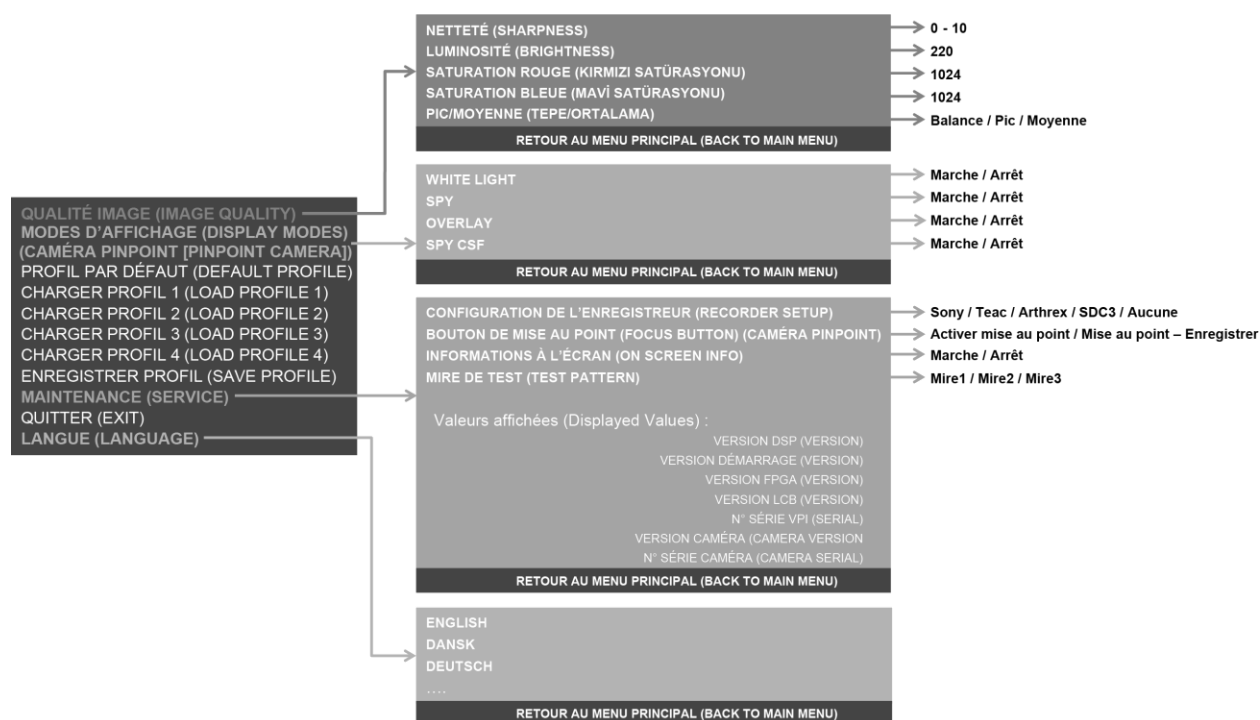 QUALITÉ IMAGE (IMAGE QUALITY)
MODES D'AFFICHAGE (DISPLAY MODES)
(CAMÉRA PINPOINT [PINPOINT CAMERA])
PROFIL PAR DÉFAUT (DEFAULT PROFILE)
CHARGER PROFIL 1 (LOAD PROFILE 1)
CHARGER PROFIL 2 (LOAD PROFILE 2)
CHARGER PROFIL 3 (LOAD PROFILE 3)
CHARGER PROFIL 4 (LOAD PROFILE 4)
ENREGISTRER PROFIL (SAVE PROFILE)
MAINTENANCE (SERVICE)
QUITTER (EXIT)
LANGUE (LANGUAGE)
NETTETÉ (SHARPNESS) 0 - 10
LUMINOSITÉ (BRIGHTNESS) 220
SATURATION ROUGE (KIRMIZI SATÜRASYONU) 1024
SATURATION BLEUE (MAVİ SATÜRASYONU) 1024
PIC/MOYENNE (TEPE/ORTALAMA) Balance / Pic / Moyenne
RETOUR AU MENU PRINCIPAL (BACK TO MAIN MENU)
WHITE LIGHT Marche / Arrêt
SPY Marche / Arrêt
OVERLAY Marche / Arrêt
SPY CSF Marche / Arrêt
RETOUR AU MENU PRINCIPAL (BACK TO MAIN MENU)
CONFIGURATION DE L'ENREGISTREUR (RECORDER SETUP) Sony / Teac / Arthrex / SDC3 / Aucune
BOUTON DE MISE AU POINT (FOCUS BUTTON) (CAMÉRA PINPOINT) Activer mise au point / Mise au point – Enregistrer
INFORMATIONS À L'ÉCRAN (ON SCREEN INFO) Marche / Arrêt
MIRE DE TEST (TEST PATTERN) Mire1 / Mire2 / Mire3
Valeurs affichées (Displayed Values) :
VERSION DSP (VERSION)
VERSION DÉMARRAGE (VERSION)
VERSION FPGA (VERSION)
VERSION LCB (VERSION)
N° SÉRIE VPI (SERIAL)
VERSION CAMÉRA (CAMERA VERSION
N° SÉRIE CAMÉRA (CAMERA SERIAL)
RETOUR AU MENU PRINCIPAL (BACK TO MAIN MENU)
ENGLISH
DANSK
DEUTSCH
....
RETOUR AU MENU PRINCIPAL (BACK TO MAIN MENU)